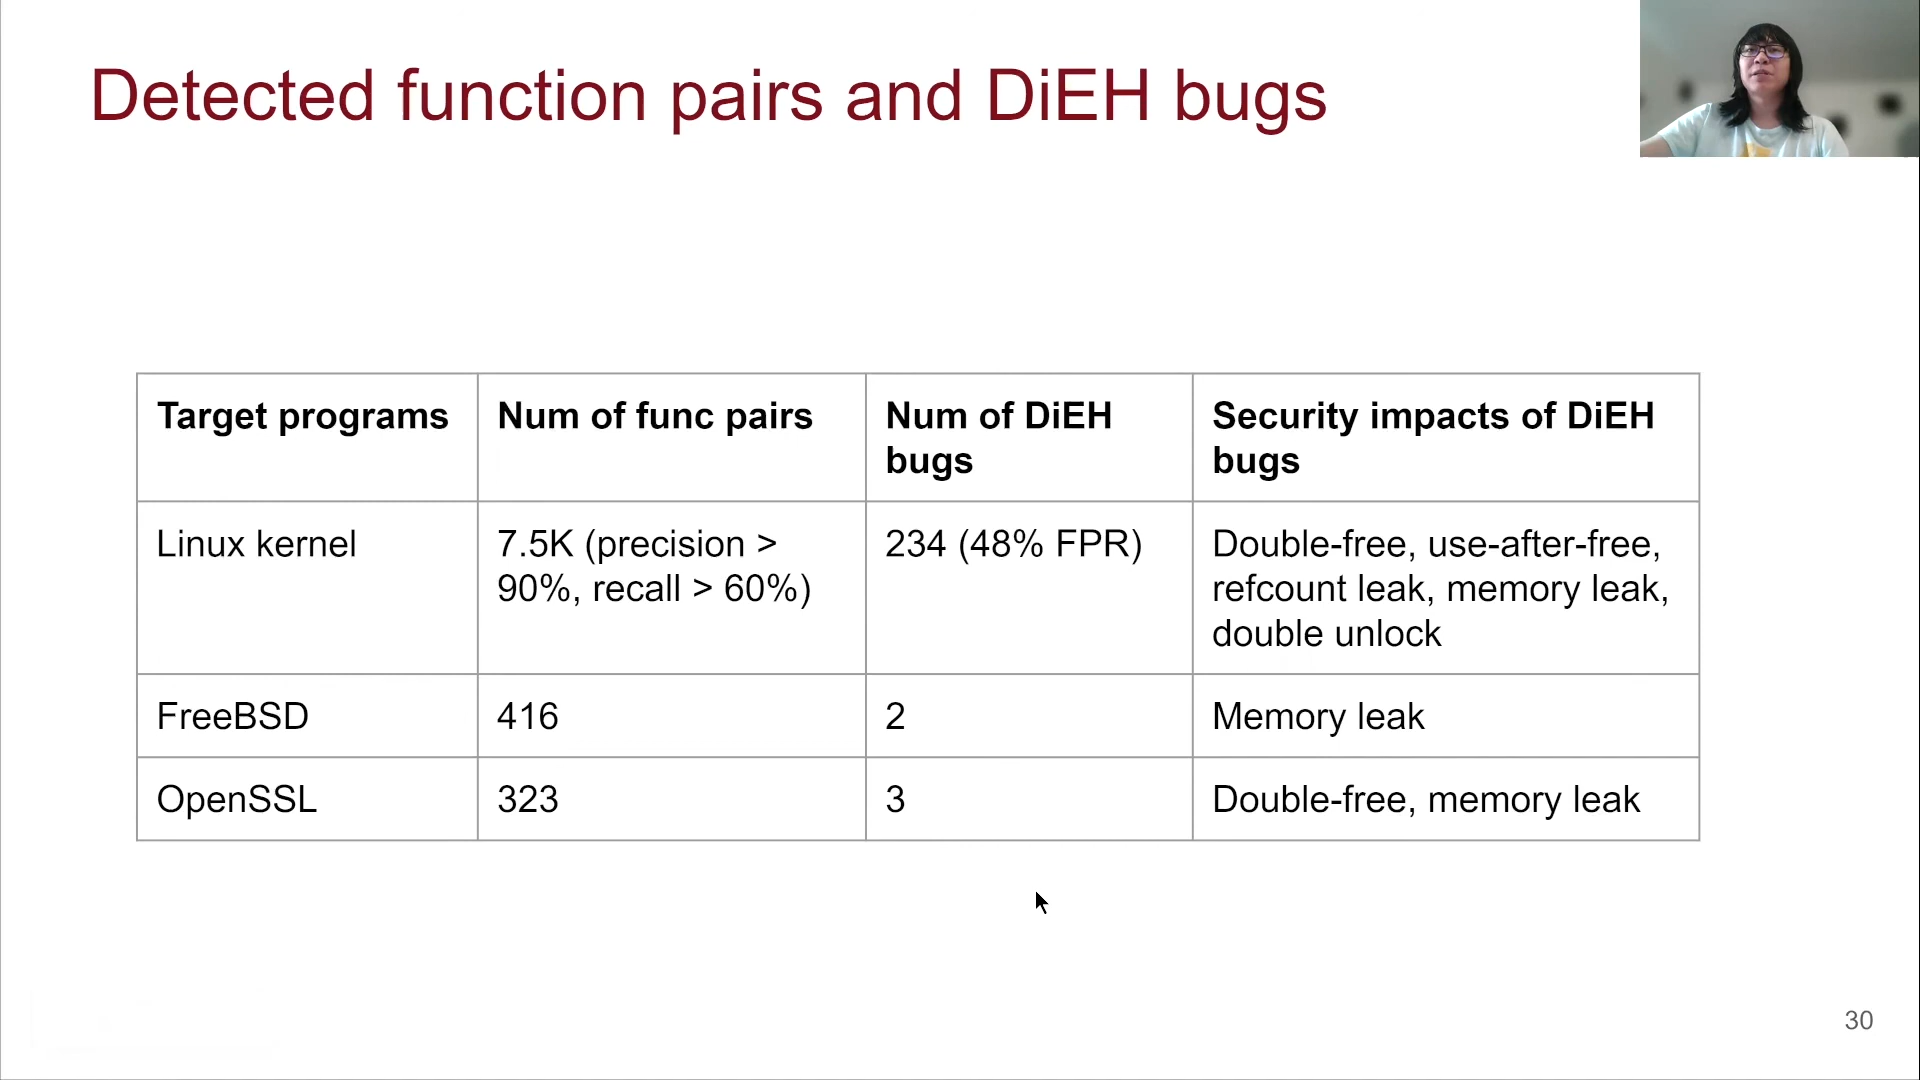 Detected function pairs and DiEH bugs
Target programs
Num of func pairs
Num of DiEH
bugs
Security impacts of DiEH
bugs
Linux kernel
7.5K (precision >
90%, recall > 60%)
234 (48% FPR)
Double-free, use-after-free,
refcount leak, memory leak,
double unlock
FreeBSD
416
2
Memory leak
OpenSSL
323
3
Double-free, memory leak
30